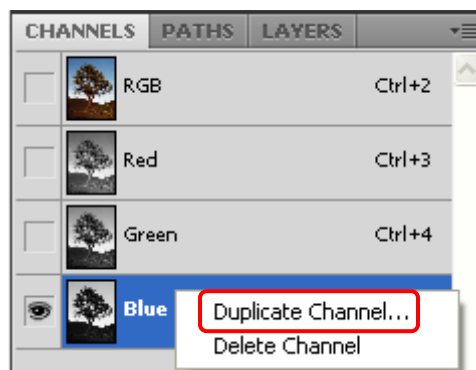 CHANNELS PATHS LAYERS
RGB Ctrl+2
Red Ctrl+3
Green Ctrl+4
Blue
Duplicate Channel...
Delete Channel